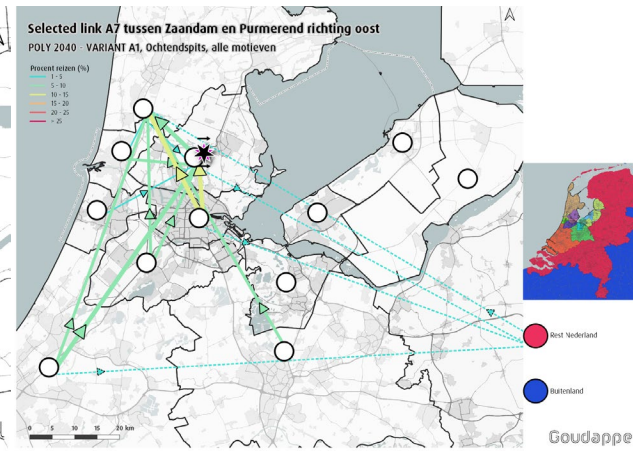 Selected link A7 tussen Zaandam en Purmerend richting oost
POLY 2040 - VARIANT A1, Ochtendspits, alle motieven
Procent reizen (%)
1 - 5
5 - 10
10 - 15
15 - 20
20 - 25
> 25
Rest Nederland
Buitenland
0 5 10 15 20 km
Goudappe